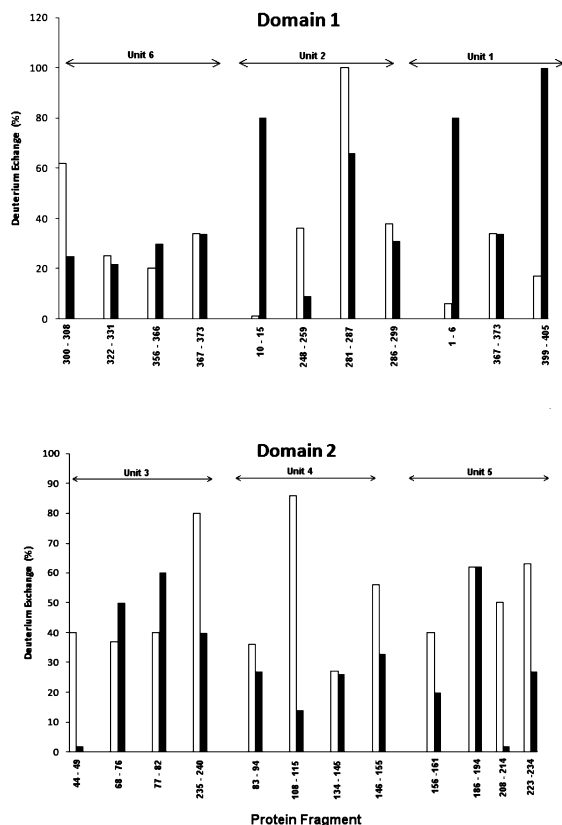 Domain 1
120
100
80
60
40
20
0
Deuterium Echange (%)
Unit 6
Unit 2
Unit 1
300 - 308
322 - 331
356 - 366
367 - 373
10 - 15
248 - 259
281 - 287
286 - 299
1 - 6
367 - 373
399 - 405
Domain 2
100
90
80
70
60
50
40
30
20
10
0
Deuterium Exchange (%)
Unit 3
Unit 4
Unit 5
44 - 49
68 - 76
77 - 82
235 - 240
83 - 94
108 - 115
134 - 145
146 - 155
156 -161
186 - 194
208 - 214
223 -234
Protein Fragment